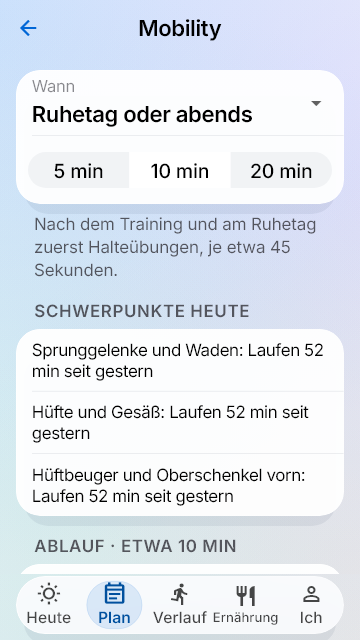 Mobility
Wann
Ruhetag oder abends
5 min 10 min 20 min
Nach dem Training und am Ruhetag
zuerst Halteübungen, je etwa 45
Sekunden.
SCHWERPUNKTE HEUTE
Sprunggelenke und Waden: Laufen 52
min seit gestern
Hüfte und Gesäß: Laufen 52 min seit
gestern
Hüftbeuger und Oberschenkel vorn:
Laufen 52 min seit gestern
ABLAUF · ETWA 10 MIN
Heute Plan Verlauf Ernährung Ich